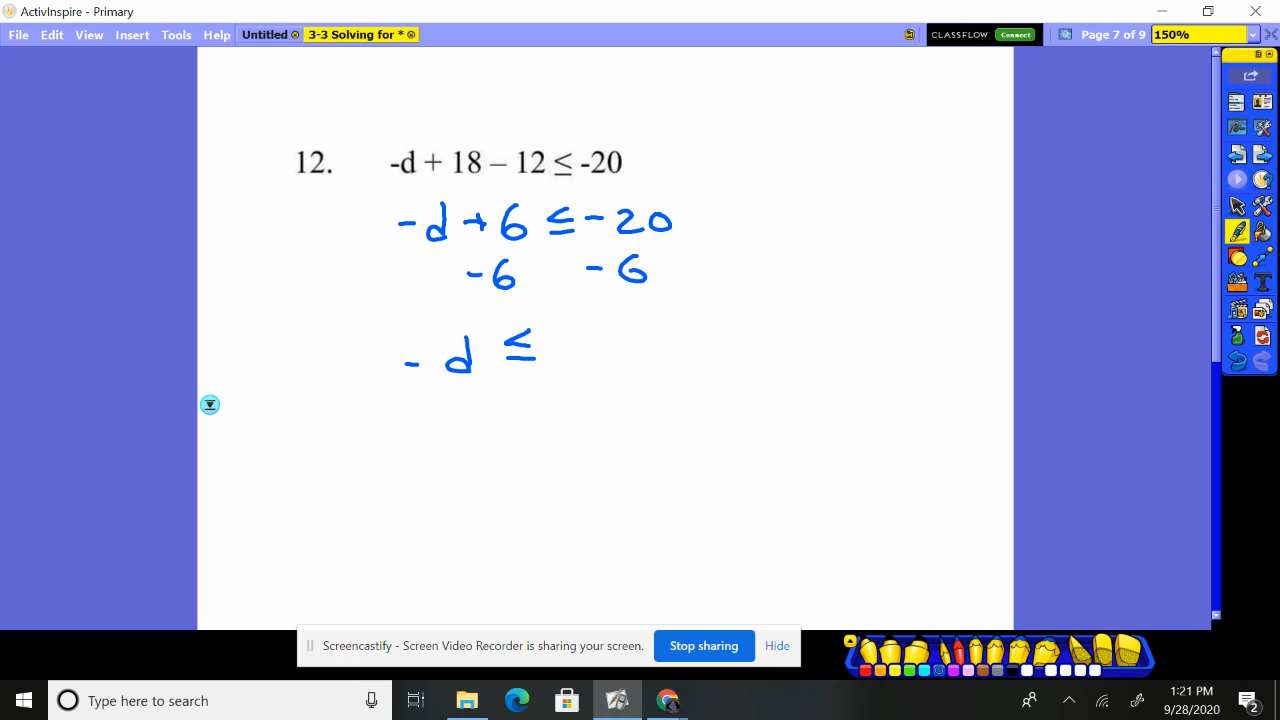 ActivInspire - Primary
File Edit View Insert Tools Help Untitled 3-3 Solving for * CLASSFLOW Connect Page 7 of 9 150%
12. -d + 18 – 12 ≤ -20
-d + 6 ≤ -20
-6 -6
-d ≤
Screencastify - Screen Video Recorder is sharing your screen. Stop sharing Hide
Type here to search
1:21 PM
9/28/2020
2